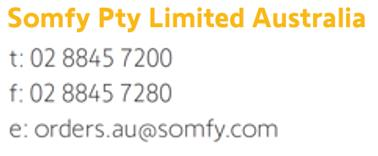 Somfy Pty Limited Australia
t: 02 8845 7200
f: 02 8845 7280
e: orders.au@somfy.com